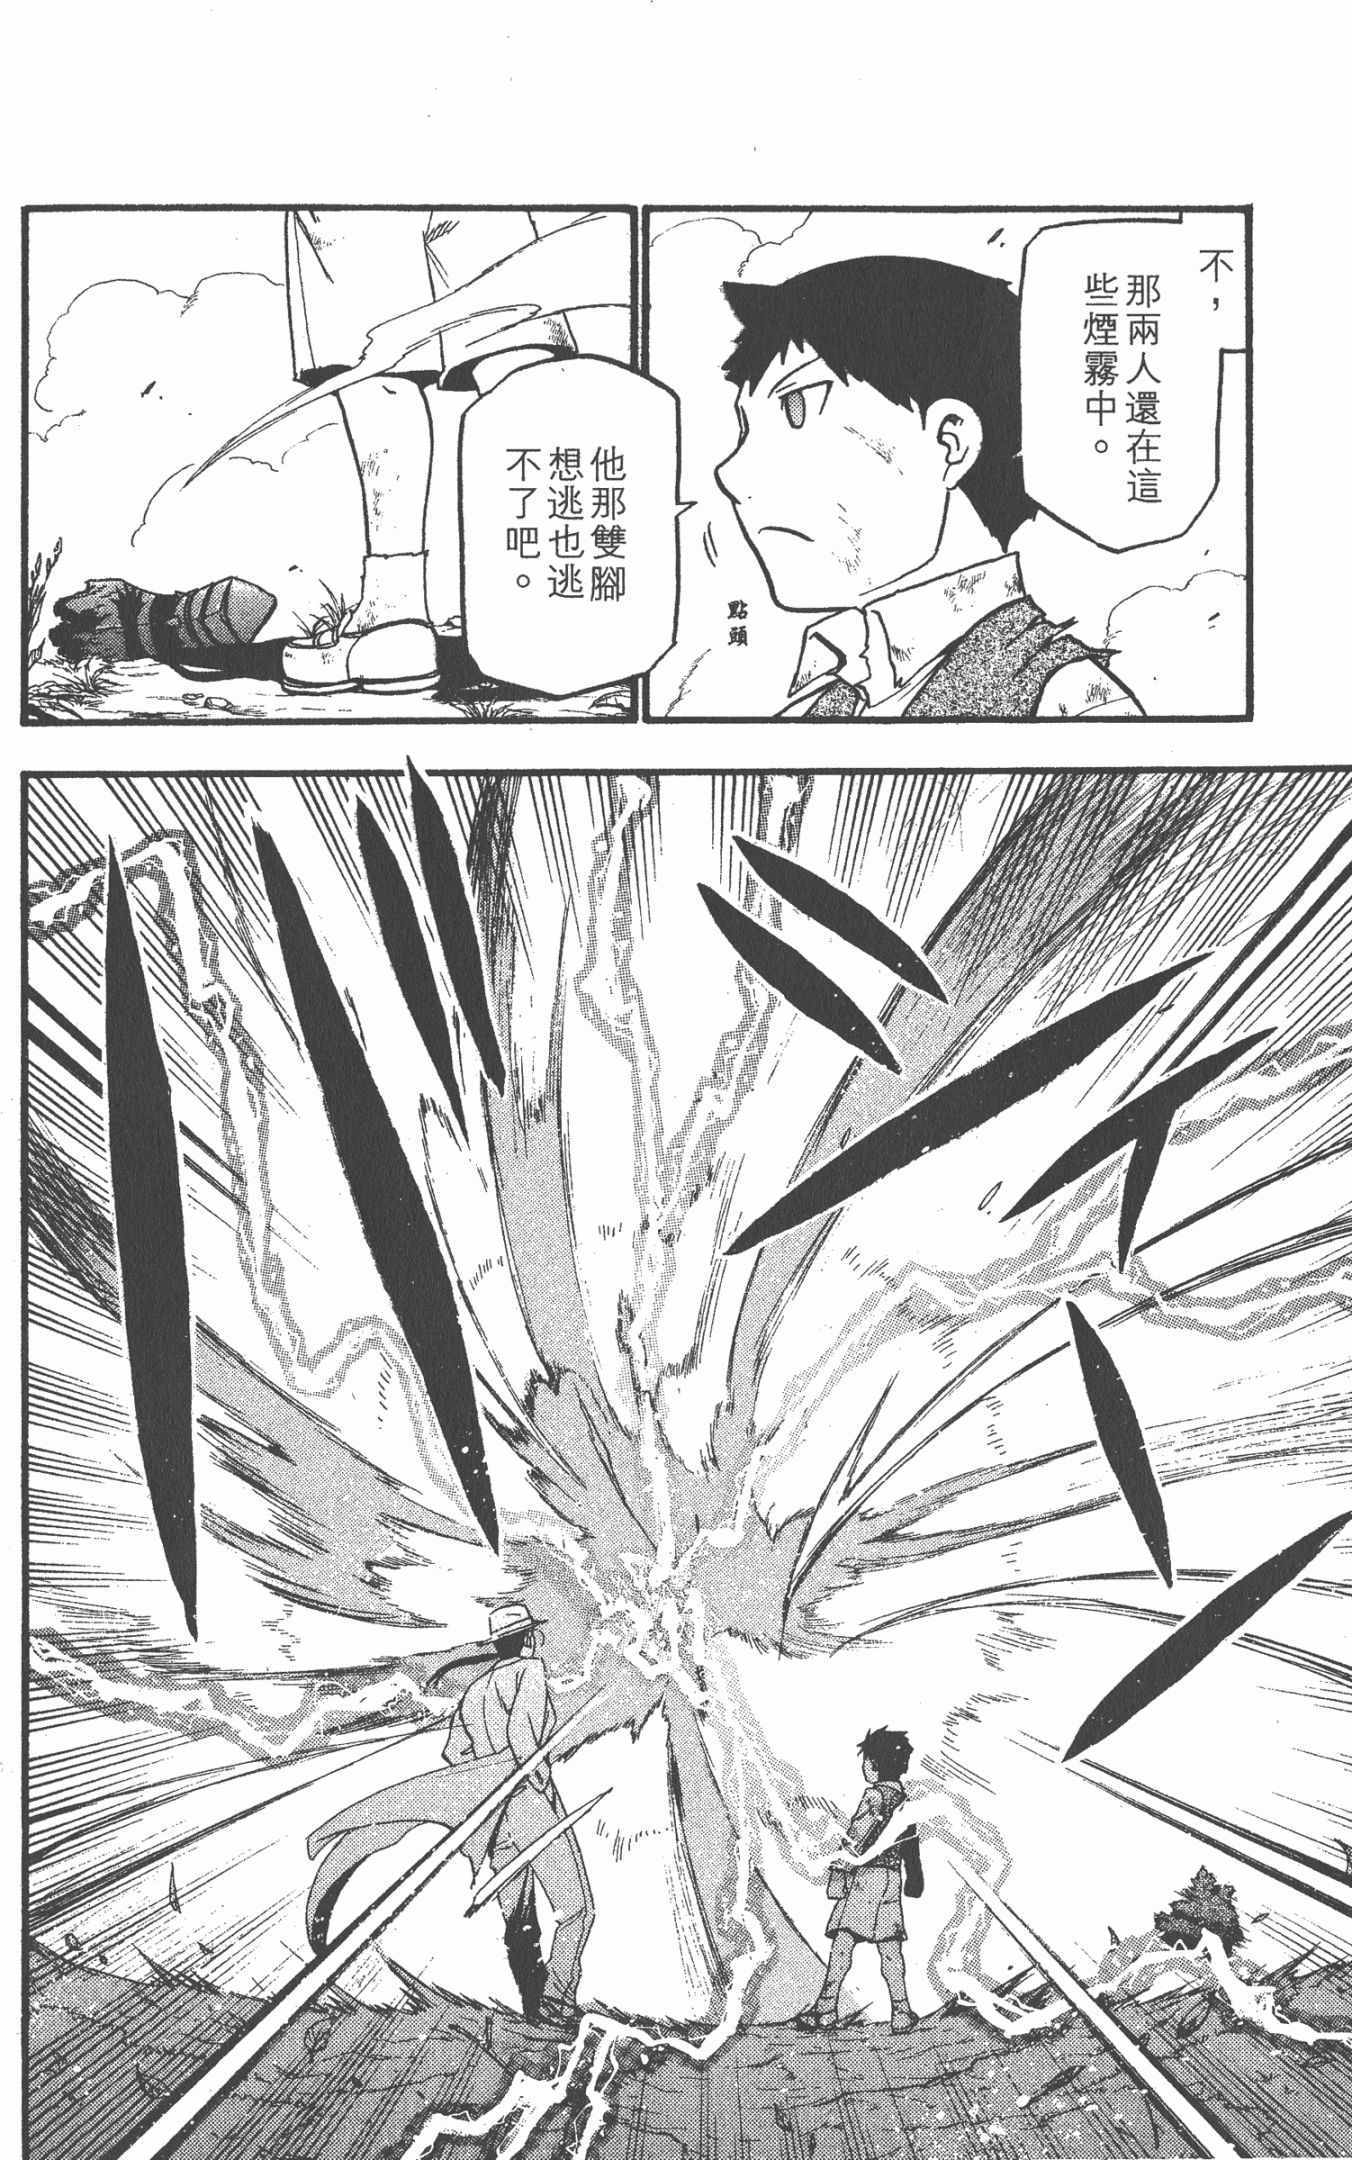 不，
那兩人還在這
些煙霧中。
點頭
他那雙腳
想逃也逃
不了吧。